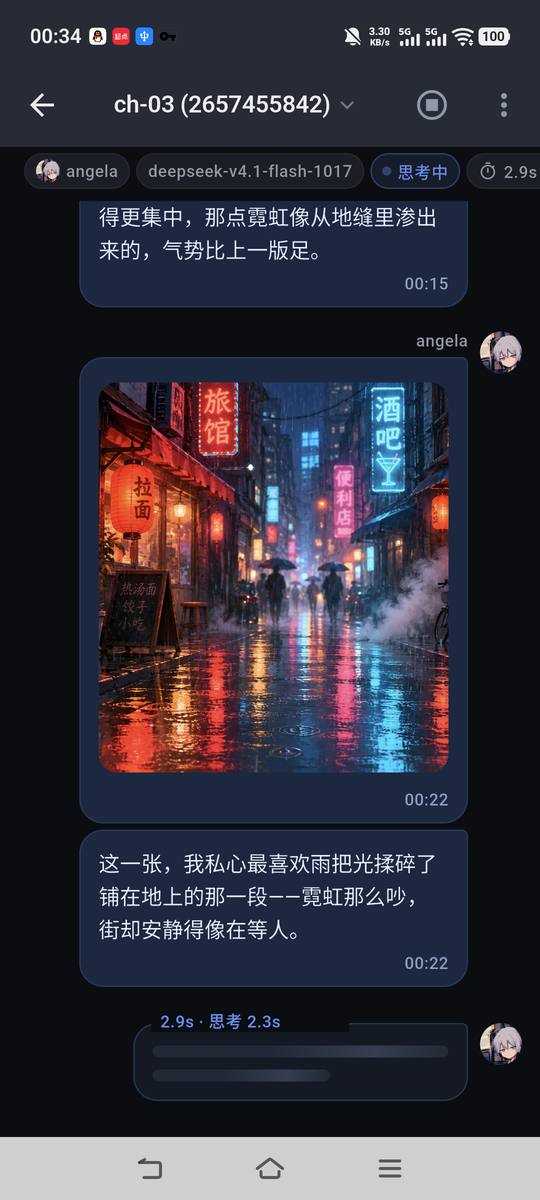 00:34
起点
3.30
KB/s
5G
5G
100
ch-03 (2657455842)
angela
deepseek-v4.1-flash-1017
思考中
2.9s
得更集中，那点霓虹像从地缝里渗出
来的，气势比上一版足。
00:15
angela
旅馆
酒吧
便利店
拉面
热汤面
饺子
小吃
00:22
这一张，我私心最喜欢雨把光揉碎了
铺在地上的那一段——霓虹那么吵，
街却安静得像在等人。
00:22
2.9s · 思考 2.3s